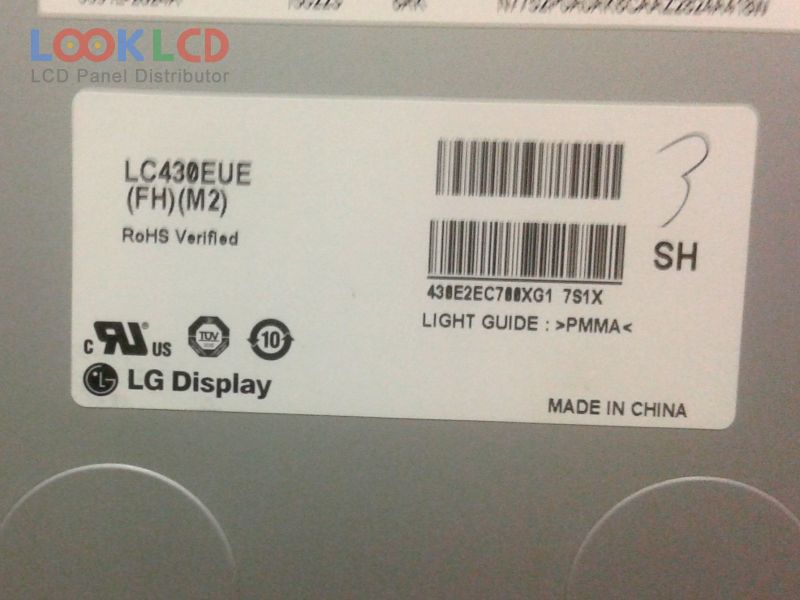 LOOK LCD
LCD Panel Distributor
LC430EUE
(FH)(M2)
RoHS Verified
3
SH
430E2EC700XG1 7S1X
LIGHT GUIDE : >PMMA<
c RU US
TÜV
10
LG Display
MADE IN CHINA